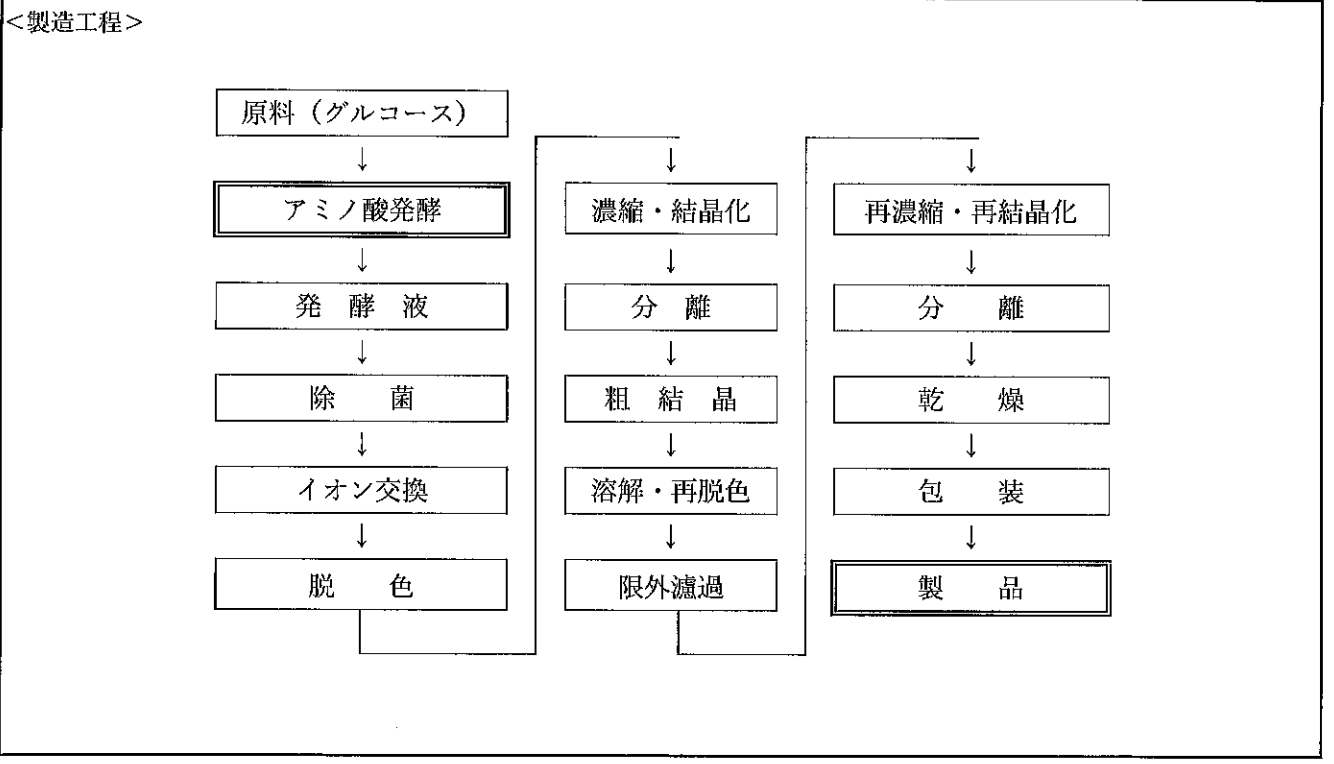 <製造工程>
原料（グルコース）
↓
アミノ酸発酵
↓
発酵液
↓
除菌
↓
イオン交換
↓
脱色
↓
濃縮・結晶化
↓
分離
↓
粗結晶
↓
溶解・再脱色
↓
限外濾過
↓
再濃縮・再結晶化
↓
分離
↓
乾燥
↓
包装
↓
製品